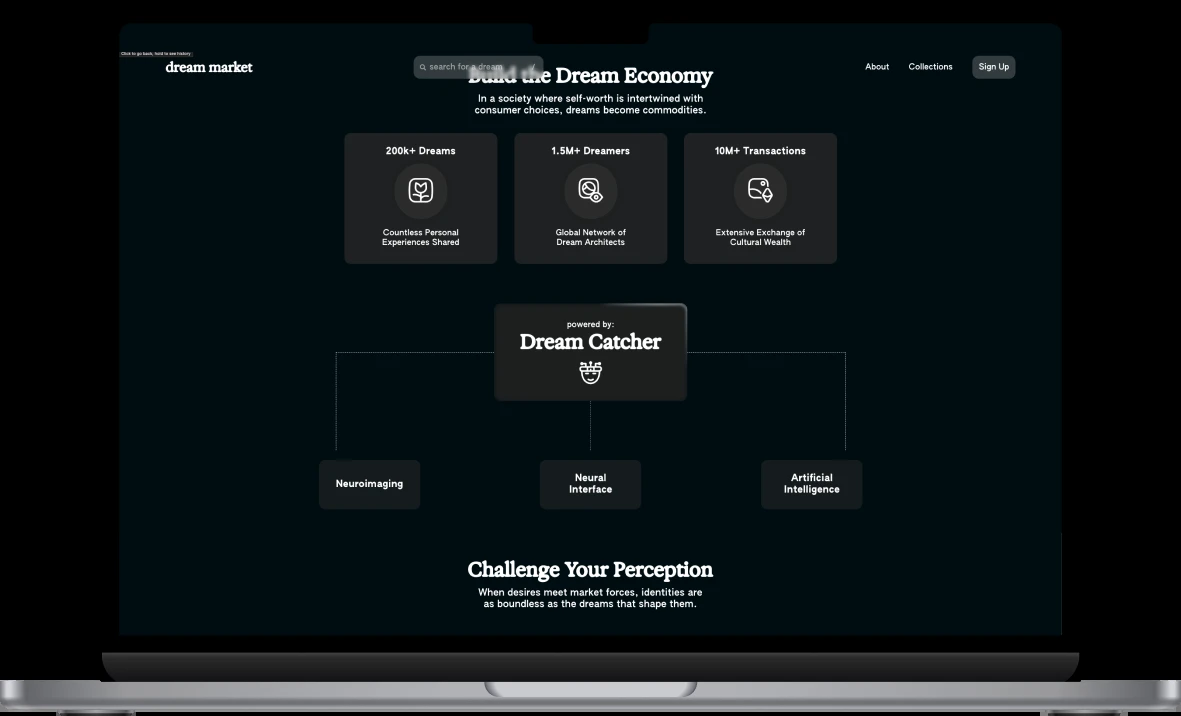 Click to go back, hold to see history
dream market
search for a dream /
About
Collections
Sign Up
Build the Dream Economy
In a society where self-worth is intertwined with
consumer choices, dreams become commodities.
200k+ Dreams
Countless Personal
Experiences Shared
1.5M+ Dreamers
Global Network of
Dream Architects
10M+ Transactions
Extensive Exchange of
Cultural Wealth
powered by:
Dream Catcher
Neuroimaging
Neural
Interface
Artificial
Intelligence
Challenge Your Perception
When desires meet market forces, identities are
as boundless as the dreams that shape them.